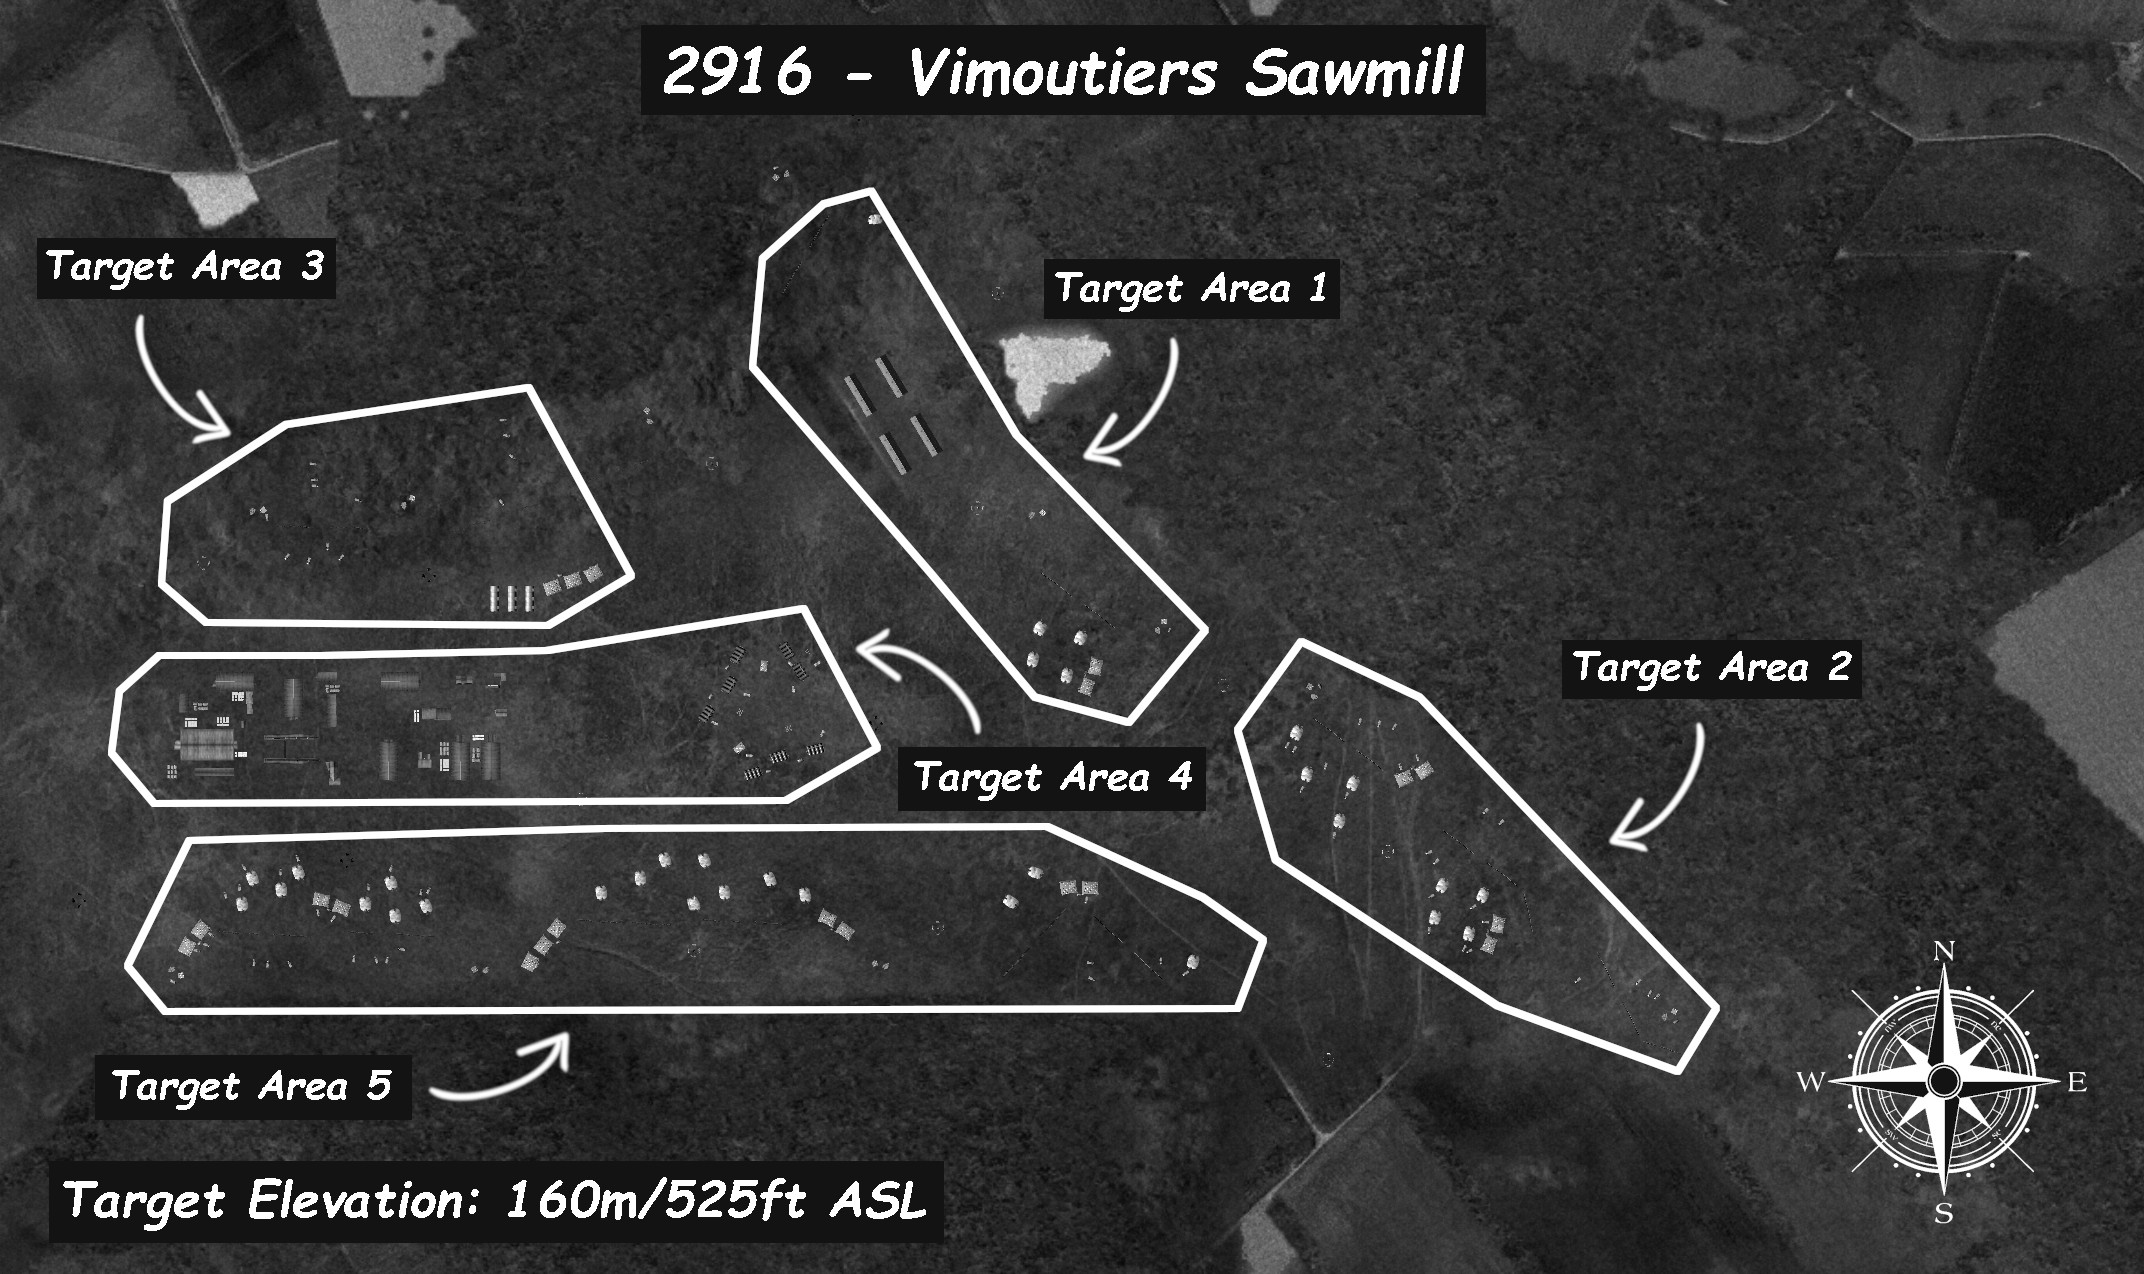 2916 - Vimoutiers Sawmill
Target Area 3
Target Area 1
Target Area 2
Target Area 4
Target Area 5
Target Elevation: 160m/525ft ASL
N
W
E
S